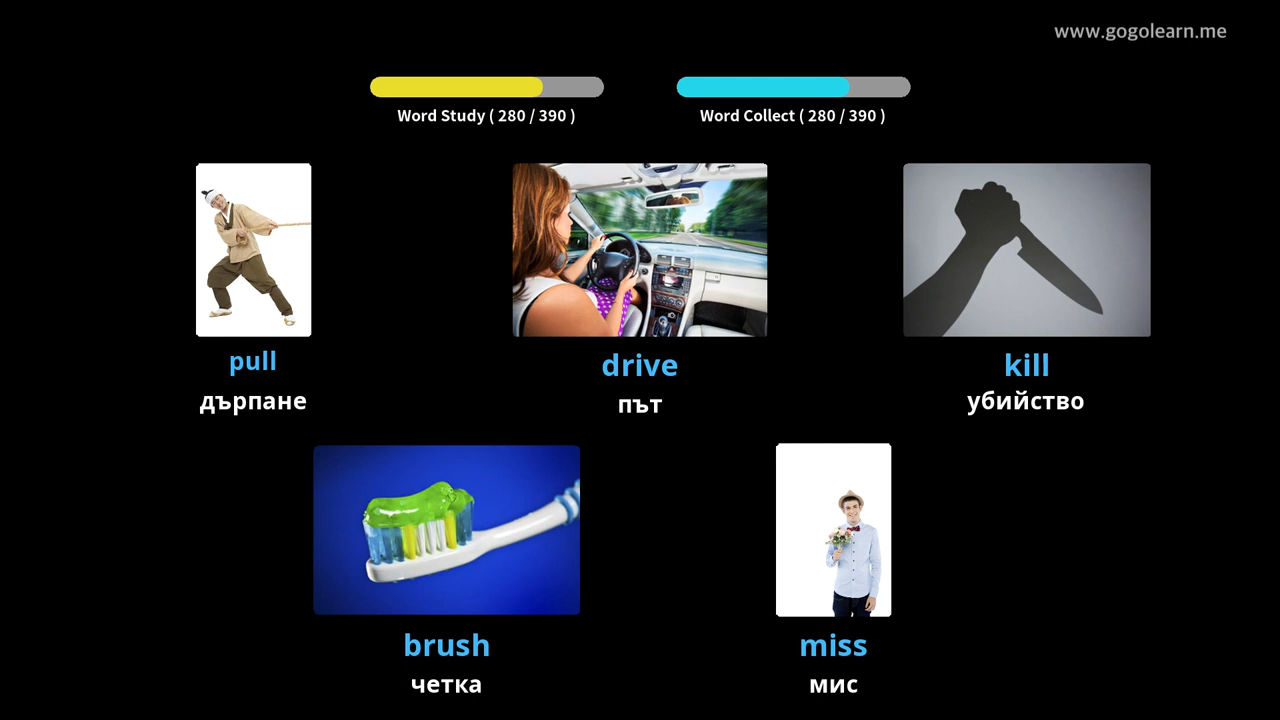 www.gogolearn.me
Word Study ( 280 / 390 )
Word Collect ( 280 / 390 )
pull
дърпане
drive
път
kill
убийство
brush
четка
miss
мис